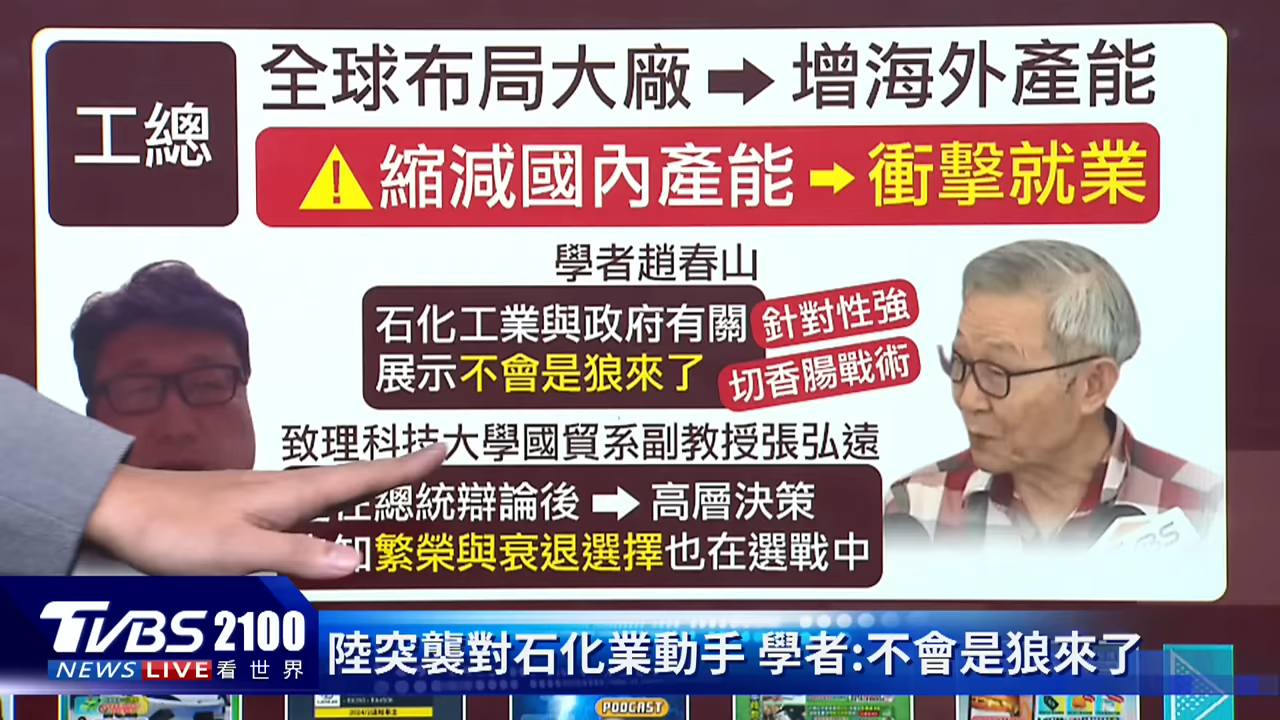 工總
全球布局大廠➡增海外產能
縮減國內產能➡衝擊就業
學者趙春山
石化工業與政府有關
展示不會是狼來了
針對性強
切香腸戰術
致理科技大學國貿系副教授張弘遠
在總統辯論後➡高層決策
知繁榮與衰退選擇也在選戰中
TVBS
TVBS 2100
NEWS LIVE 看世界
陸突襲對石化業動手 學者:不會是狼來了
PODCAST